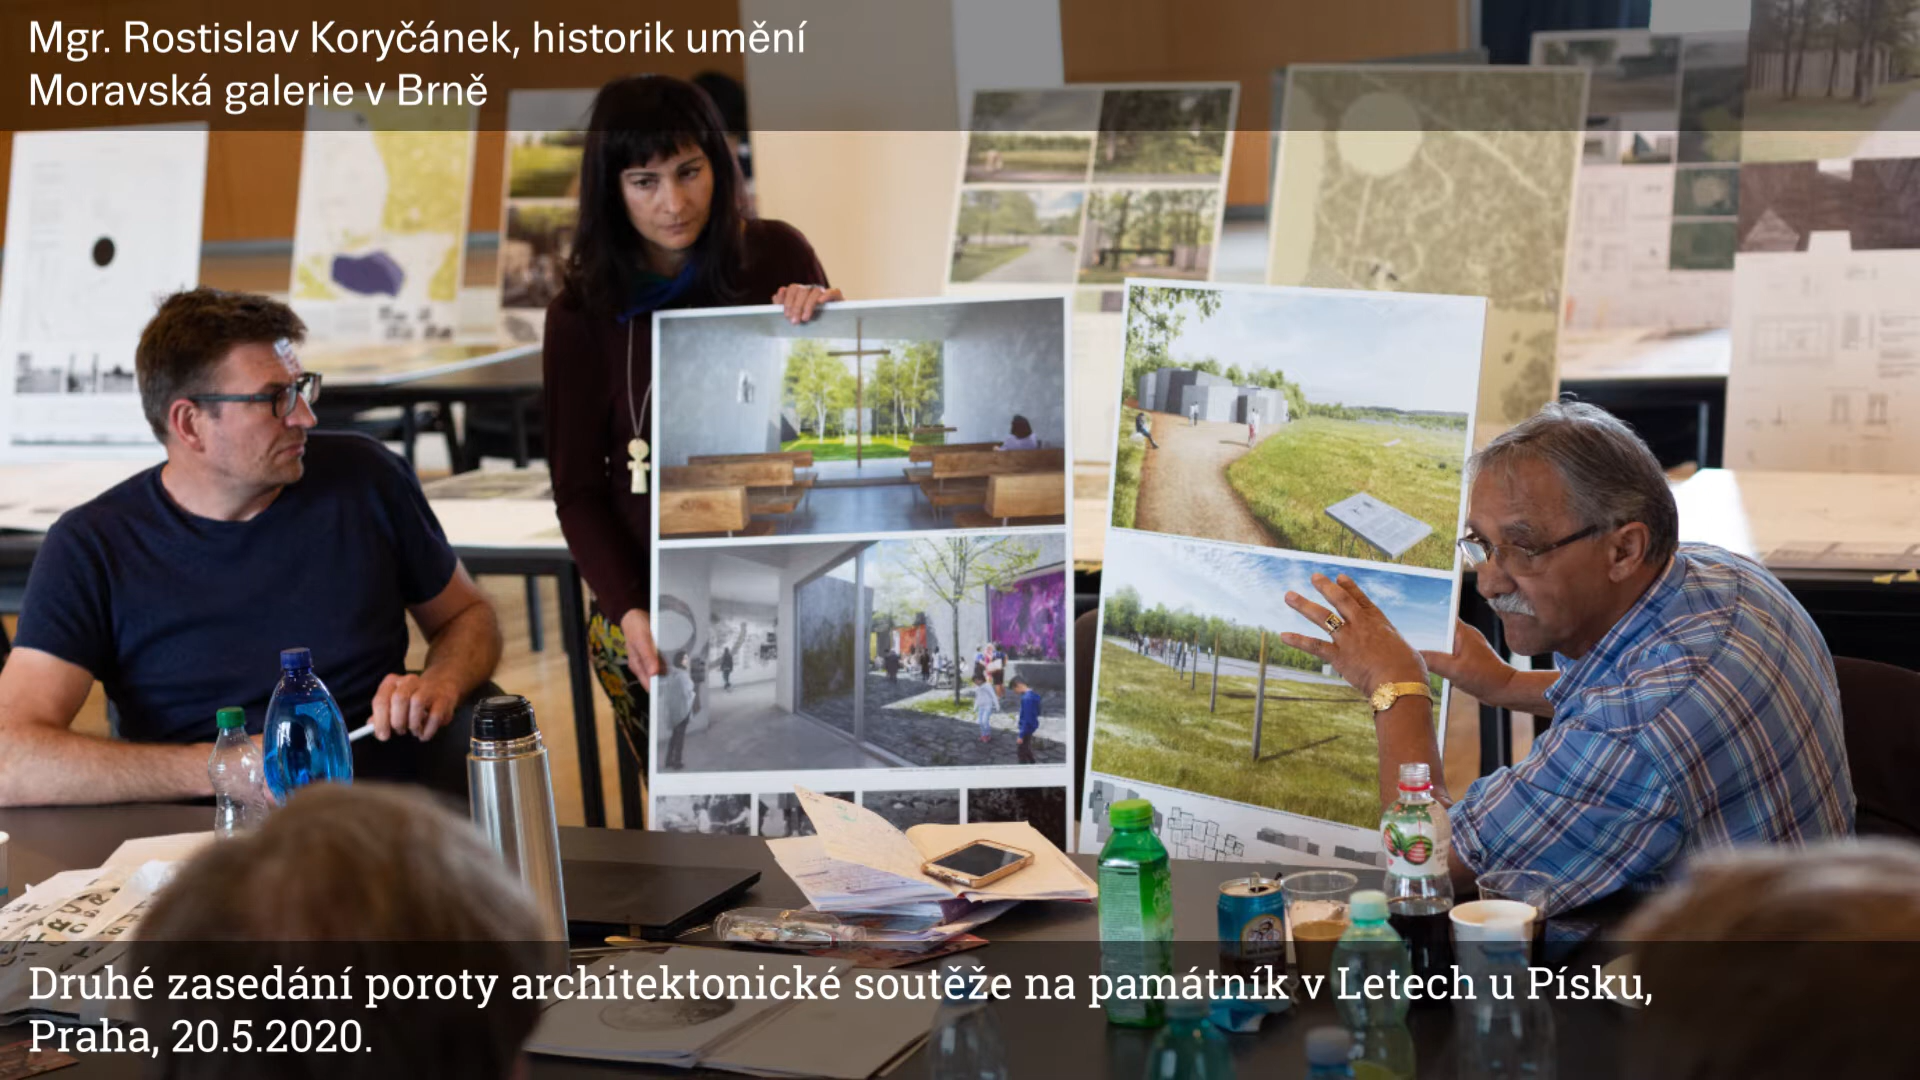 Mgr. Rostislav Koryčánek, historik umění
Moravská galerie v Brně
Druhé zasedání poroty architektonické soutěže na památník v Letech u Písku,
Praha, 20.5.2020.